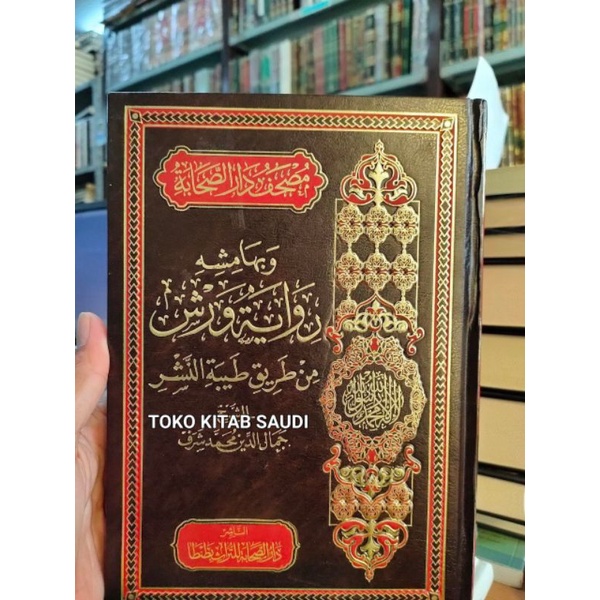 مصحف دار الصحابة
وبهامشه
رواية ورش
من طريق طيبة النشر
الشيخ
TOKO KITAB SAUDI
جمال الدين محمد شرف
الناشر
دار الصحابة للتراث بطنطا